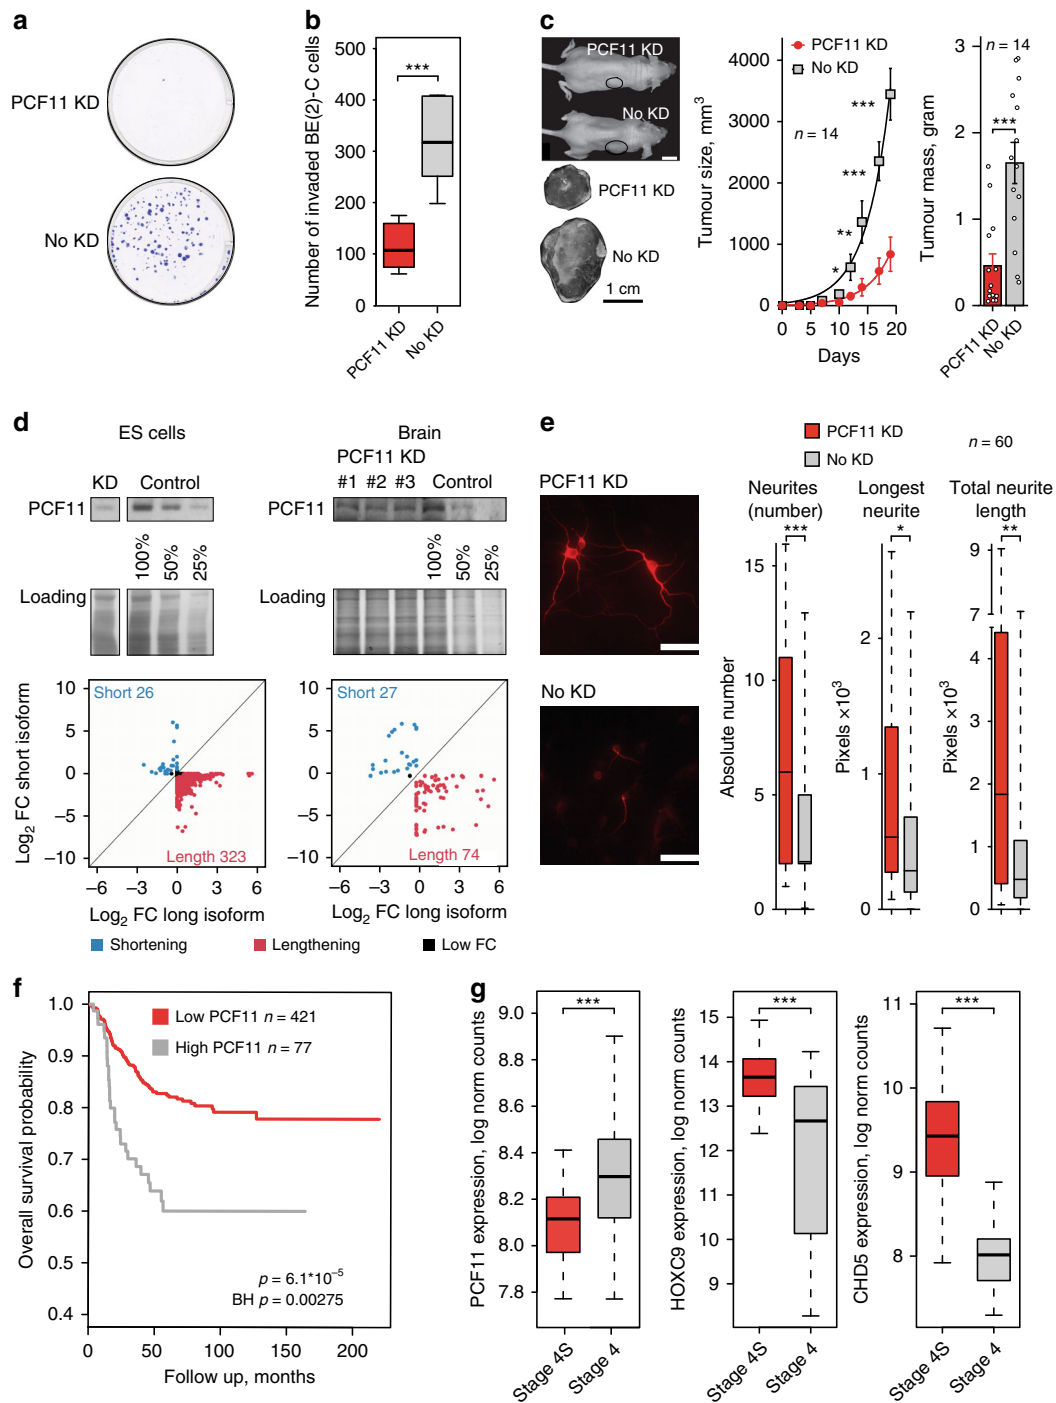 a
PCF11 KD
No KD
b
Number of invaded BE(2)-C cells
500
400
300
200
100
0
***
PCF11 KD
No KD
c
PCF11 KD
No KD
PCF11 KD
No KD
1 cm
PCF11 KD
No KD
n = 14
Tumour size, mm³
4000
3000
2000
1000
0
*
**
***
***
0 5 10 15 20
Days
Tumour mass, gram
n = 14
3
2
1
0
***
PCF11 KD
No KD
d
ES cells
KD Control
PCF11
100% 50% 25%
Loading
Brain
PCF11 KD
#1 #2 #3 Control
PCF11
100% 50% 25%
Loading
Log₂ FC short isoform
10
5
0
−5
−10
Short 26
Length 323
−6 −3 0 3 6
Log₂ FC long isoform
10
5
0
−5
−10
Short 27
Length 74
−6 −3 0 3 6
Log₂ FC long isoform
Shortening Lengthening Low FC
e
PCF11 KD
No KD
PCF11 KD
No KD
n = 60
Neurites
(number)
***
Absolute number
15
10
5
0
Longest
neurite
*
Pixels ×10³
2
1
0
Total neurite
length
**
Pixels ×10³
9
7
4
3
2
1
0
f
Overall survival probability
1.0
0.9
0.8
0.7
0.6
0.5
0.4
Low PCF11 n = 421
High PCF11 n = 77
p = 6.1*10⁻⁵
BH p = 0.00275
0 50 100 150 200
Follow up, months
g
PCF11 expression, log norm counts
9.0
8.8
8.6
8.4
8.2
8.0
7.8
***
Stage 4S
Stage 4
HOXC9 expression, log norm counts
15
14
13
12
11
10
9
***
Stage 4S
Stage 4
CHD5 expression, log norm counts
11
10
9
8
***
Stage 4S
Stage 4